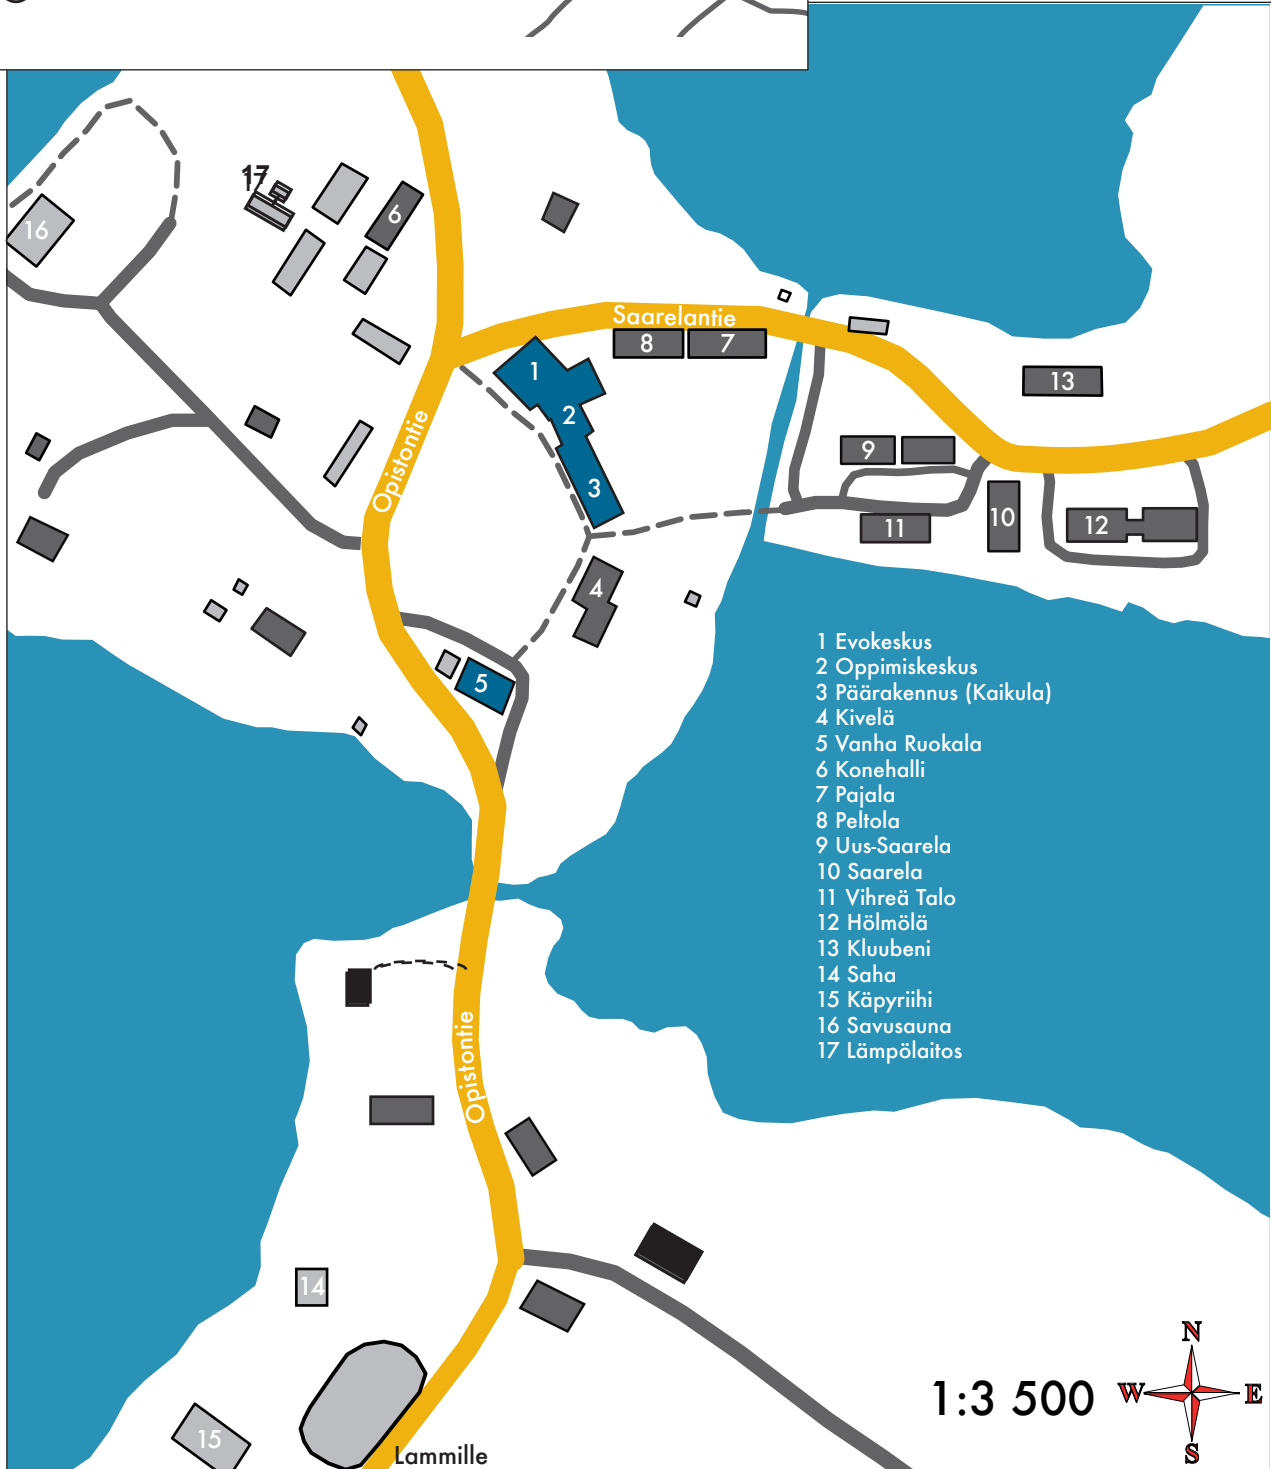 17
16
6
Saarelantie
8
7
1
13
2
Opistontie
9
3
10
11
12
4
5
1 Evokeskus
2 Oppimiskeskus
3 Päärakennus (Kaikula)
4 Kivelä
5 Vanha Ruokala
6 Konehalli
7 Pajala
8 Peltola
9 Uus-Saarela
10 Saarela
11 Vihreä Talo
12 Hölmölä
13 Kluubeni
14 Saha
15 Käpyriihi
16 Savusauna
17 Lämpölaitos
Opistontie
14
N
1:3 500
W
E
15
Lammille
S